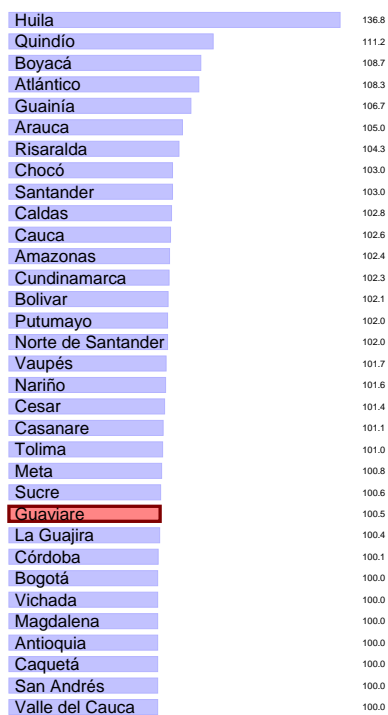 Huila 136.8
Quindío 111.2
Boyacá 108.7
Atlántico 108.3
Guainía 106.7
Arauca 105.0
Risaralda 104.3
Chocó 103.0
Santander 103.0
Caldas 102.8
Cauca 102.6
Amazonas 102.4
Cundinamarca 102.3
Bolivar 102.1
Putumayo 102.0
Norte de Santander 102.0
Vaupés 101.7
Nariño 101.6
Cesar 101.4
Casanare 101.1
Tolima 101.0
Meta 100.8
Sucre 100.6
Guaviare 100.5
La Guajira 100.4
Córdoba 100.1
Bogotá 100.0
Vichada 100.0
Magdalena 100.0
Antioquia 100.0
Caquetá 100.0
San Andrés 100.0
Valle del Cauca 100.0